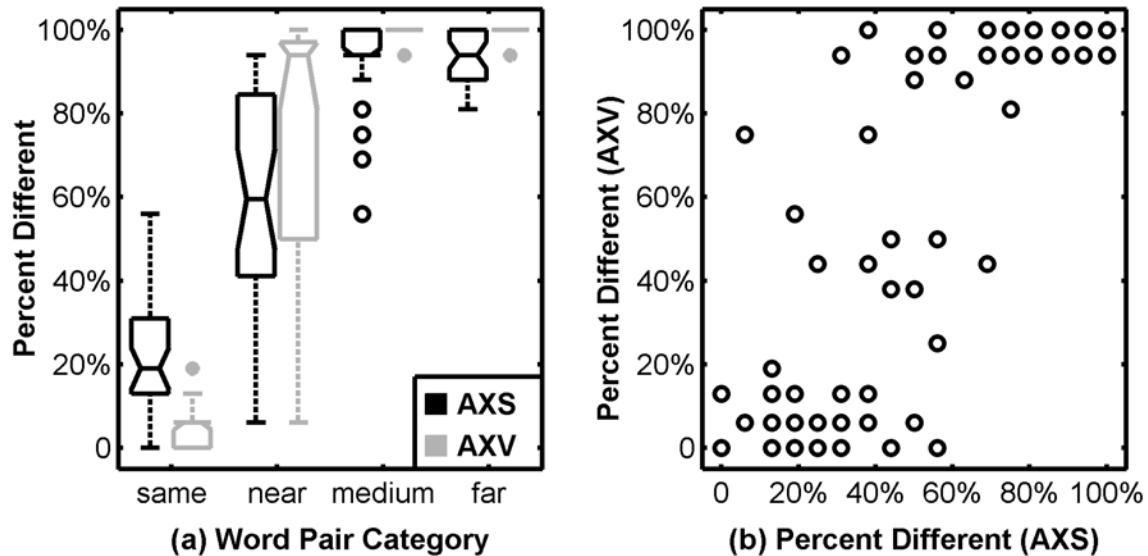 Percent Different
100%
80%
60%
40%
20%
0
same near medium far
AXS
AXV
(a) Word Pair Category
Percent Different (AXV)
100%
80%
60%
40%
20%
0
0 20% 40% 60% 80% 100%
(b) Percent Different (AXS)